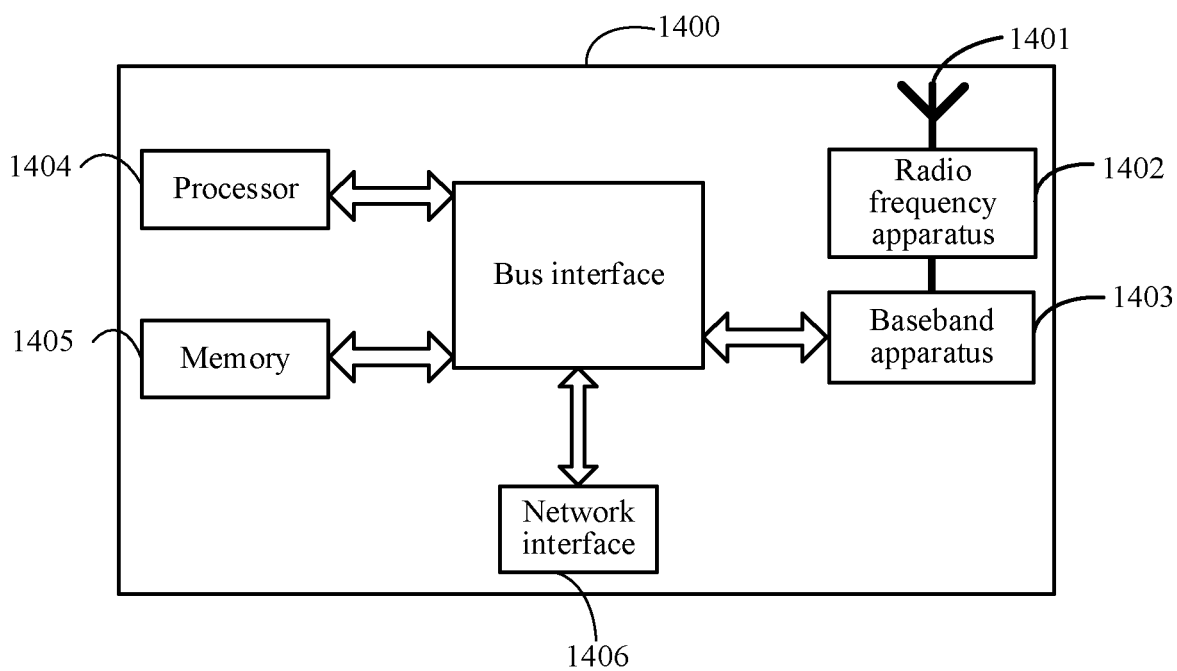 1400
1401
1404
Processor
Radio
frequency
apparatus
1402
Bus interface
1403
Baseband
apparatus
1405
Memory
Network
interface
1406